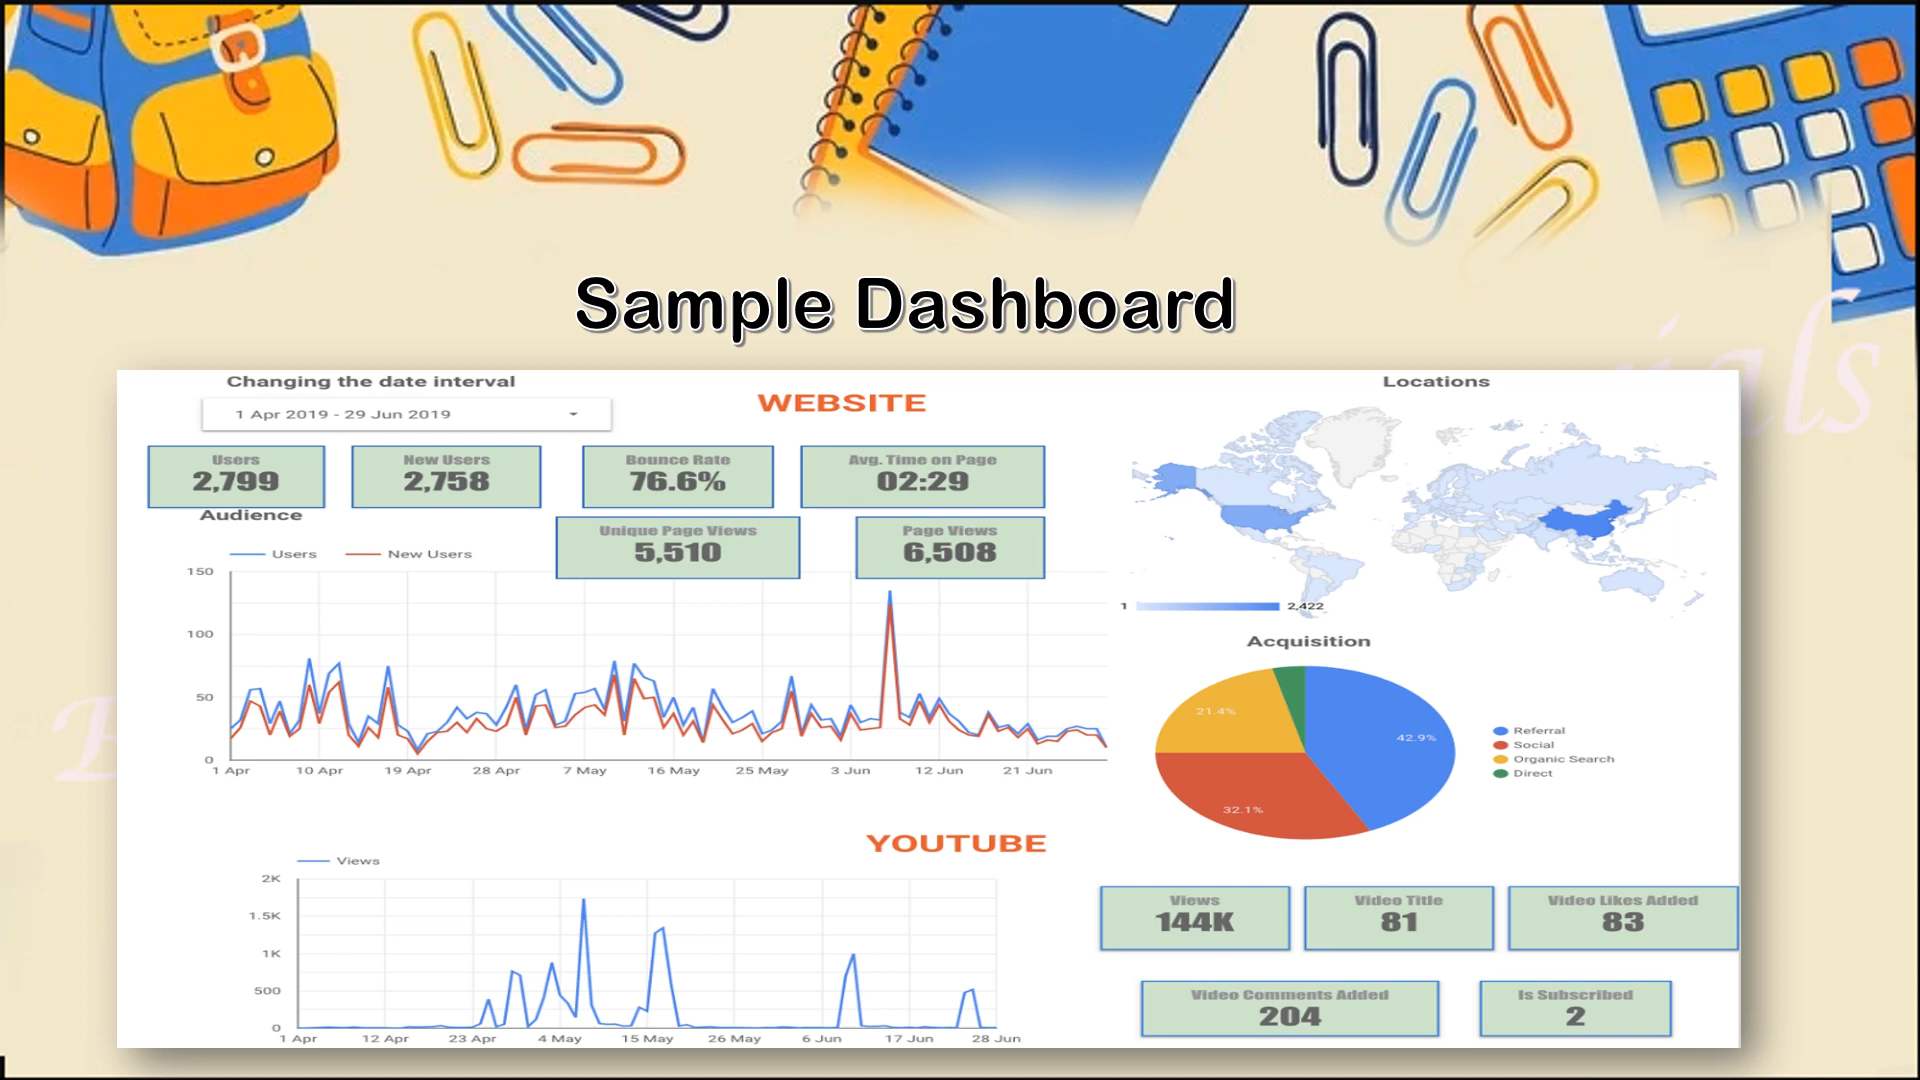 Sample Dashboard
Changing the date interval
1 Apr 2019 - 29 Jun 2019
WEBSITE
Users
2,799
New Users
2,758
Bounce Rate
76.6%
Avg. Time on Page
02:29
Unique Page Views
5,510
Page Views
6,508
Audience
Users
New Users
150
100
50
0
1 Apr
10 Apr
19 Apr
28 Apr
7 May
16 May
25 May
3 Jun
12 Jun
21 Jun
Locations
1
2,422
Acquisition
21.4%
42.9%
32.1%
Referral
Social
Organic Search
Direct
YOUTUBE
Views
2K
1.5K
1K
500
0
1 Apr
12 Apr
23 Apr
4 May
15 May
26 May
6 Jun
17 Jun
28 Jun
Views
144K
Video Title
81
Video Likes Added
83
Video Comments Added
204
Is Subscribed
2